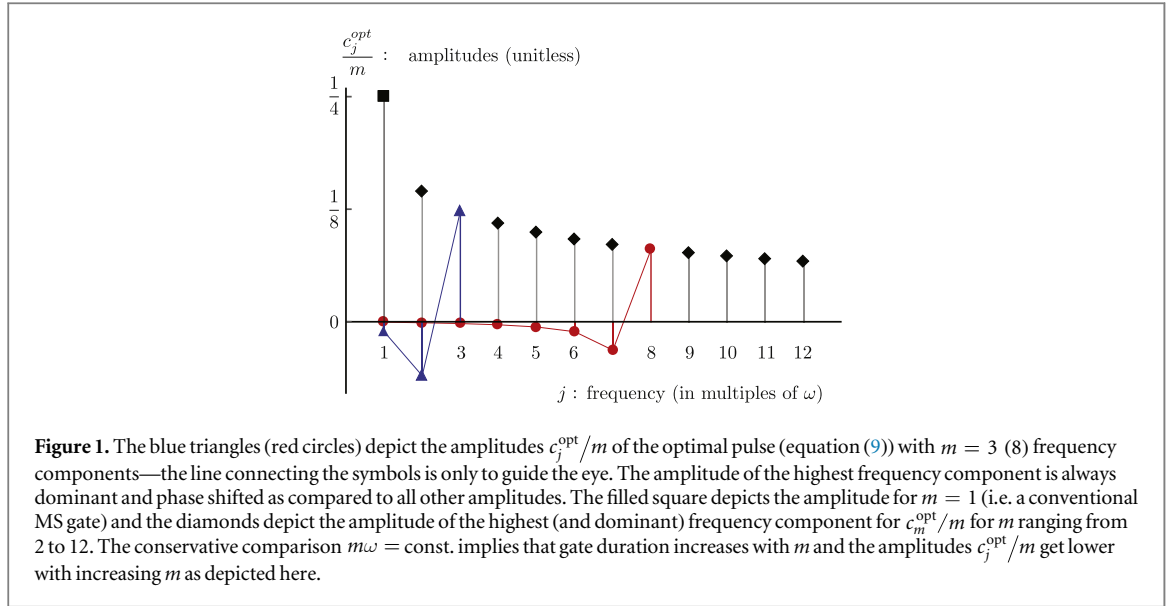 c_j^{opt}/m : amplitudes (unitless)
1/4
1/8
0
1 3 4 5 6 8 9 10 11 12
j : frequency (in multiples of ω)
Figure 1. The blue triangles (red circles) depict the amplitudes c_j^{opt}/m of the optimal pulse (equation (9)) with m = 3 (8) frequency
components—the line connecting the symbols is only to guide the eye. The amplitude of the highest frequency component is always
dominant and phase shifted as compared to all other amplitudes. The filled square depicts the amplitude for m = 1 (i.e. a conventional
MS gate) and the diamonds depict the amplitude of the highest (and dominant) frequency component for c_m^{opt}/m for m ranging from
2 to 12. The conservative comparison mω = const. implies that gate duration increases with m and the amplitudes c_j^{opt}/m get lower
with increasing m as depicted here.